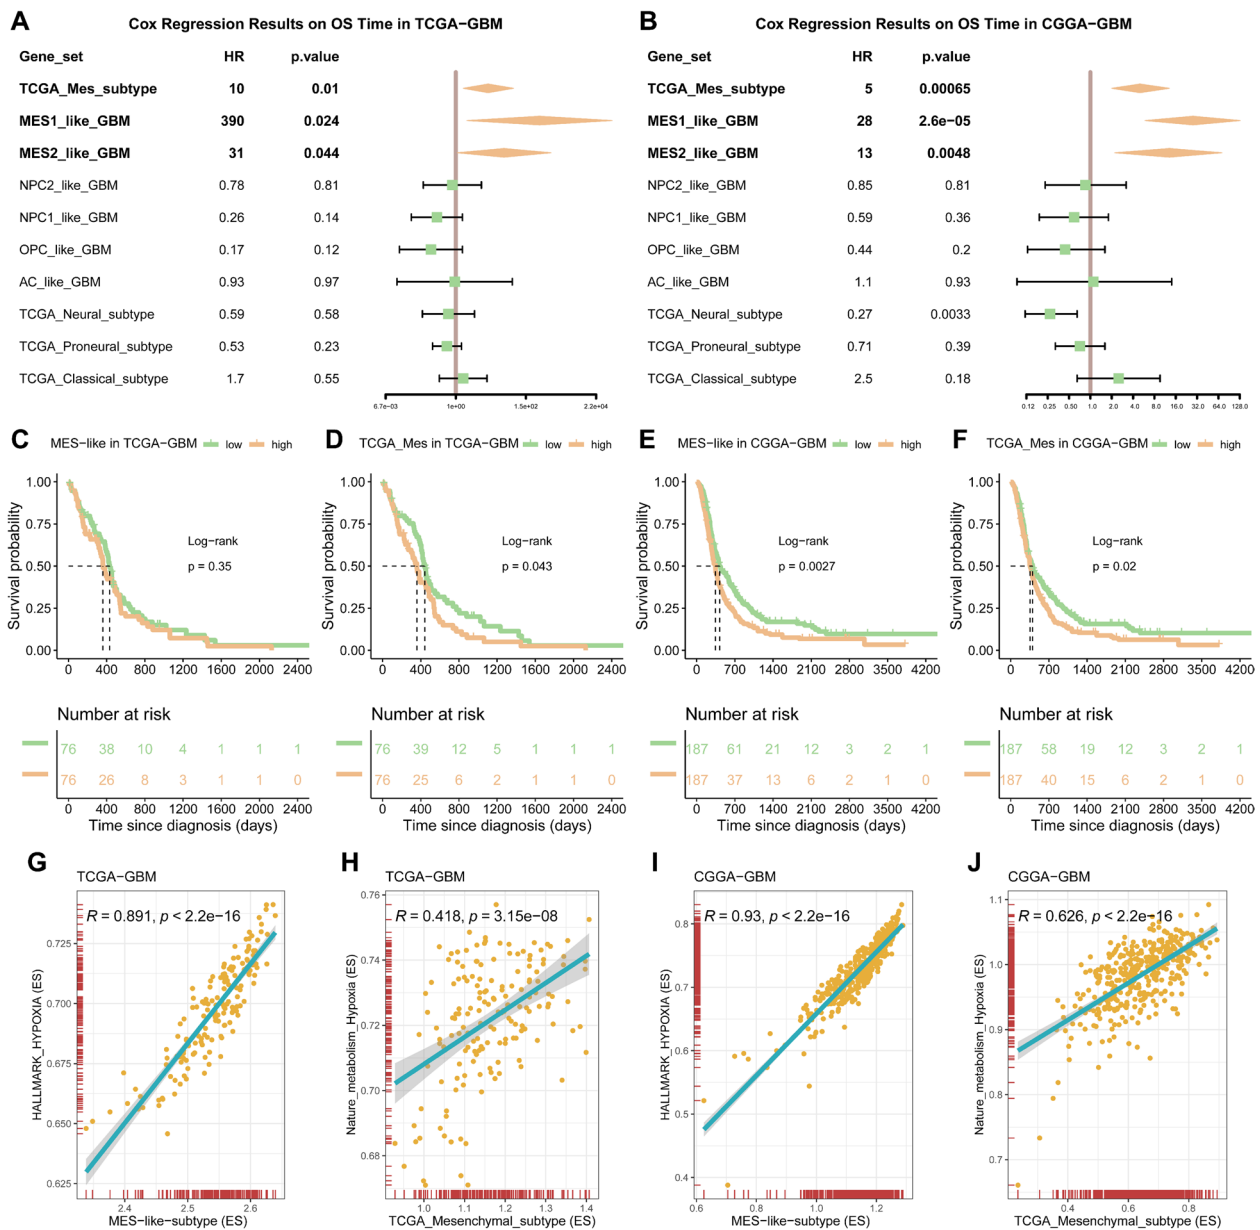 A Cox Regression Results on OS Time in TCGA−GBM
Gene_set HR p.value
TCGA_Mes_subtype 10 0.01
MES1_like_GBM 390 0.024
MES2_like_GBM 31 0.044
NPC2_like_GBM 0.78 0.81
NPC1_like_GBM 0.26 0.14
OPC_like_GBM 0.17 0.12
AC_like_GBM 0.93 0.97
TCGA_Neural_subtype 0.59 0.58
TCGA_Proneural_subtype 0.53 0.23
TCGA_Classical_subtype 1.7 0.55
6.7e−03 1e+00 1.5e+02 2.2e+04
B Cox Regression Results on OS Time in CGGA−GBM
Gene_set HR p.value
TCGA_Mes_subtype 5 0.00065
MES1_like_GBM 28 2.6e−05
MES2_like_GBM 13 0.0048
NPC2_like_GBM 0.85 0.81
NPC1_like_GBM 0.59 0.36
OPC_like_GBM 0.44 0.2
AC_like_GBM 1.1 0.93
TCGA_Neural_subtype 0.27 0.0033
TCGA_Proneural_subtype 0.71 0.39
TCGA_Classical_subtype 2.5 0.18
0.12 0.25 0.50 1.0 2.0 4.0 8.0 16.0 32.0 64.0 128.0
C MES−like in TCGA−GBM low high
Survival probability
1.00
0.75
0.50
0.25
0.00
Log−rank
p = 0.35
0 400 800 1200 1600 2000 2400
Number at risk
76 38 10 4 1 1 1
76 26 8 3 1 1 0
0 400 800 1200 1600 2000 2400
Time since diagnosis (days)
D TCGA_Mes in TCGA−GBM low high
Survival probability
1.00
0.75
0.50
0.25
0.00
Log−rank
p = 0.043
0 400 800 1200 1600 2000 2400
Number at risk
76 39 12 5 1 1 1
76 25 6 2 1 1 0
0 400 800 1200 1600 2000 2400
Time since diagnosis (days)
E MES−like in CGGA−GBM low high
Survival probability
1.00
0.75
0.50
0.25
0.00
Log−rank
p = 0.0027
0 700 1400 2100 2800 3500 4200
Number at risk
187 61 21 12 3 2 1
187 37 13 6 2 1 0
0 700 1400 2100 2800 3500 4200
Time since diagnosis (days)
F TCGA_Mes in CGGA−GBM low high
Survival probability
1.00
0.75
0.50
0.25
0.00
Log−rank
p = 0.02
0 700 1400 2100 2800 3500 4200
Number at risk
187 58 19 12 3 2 1
187 40 15 6 2 1 0
0 700 1400 2100 2800 3500 4200
Time since diagnosis (days)
G
TCGA−GBM
R = 0.891, p < 2.2e−16
HALLMARK_HYPOXIA (ES)
0.725
0.700
0.675
0.650
0.625
2.4 2.5 2.6
MES−like−subtype (ES)
H
TCGA−GBM
R = 0.418, p = 3.15e−08
Nature_metabolism_Hypoxia (ES)
0.76
0.74
0.72
0.70
0.68
1.0 1.1 1.2 1.3 1.4
TCGA_Mesenchymal_subtype (ES)
I
CGGA−GBM
R = 0.93, p < 2.2e−16
HALLMARK_HYPOXIA (ES)
0.8
0.7
0.6
0.5
0.4
0.6 0.8 1.0 1.2
MES−like−subtype (ES)
J
CGGA−GBM
R = 0.626, p < 2.2e−16
Nature_metabolism_Hypoxia (ES)
1.1
1.0
0.9
0.8
0.7
0.4 0.6 0.8
TCGA_Mesenchymal_subtype (ES)